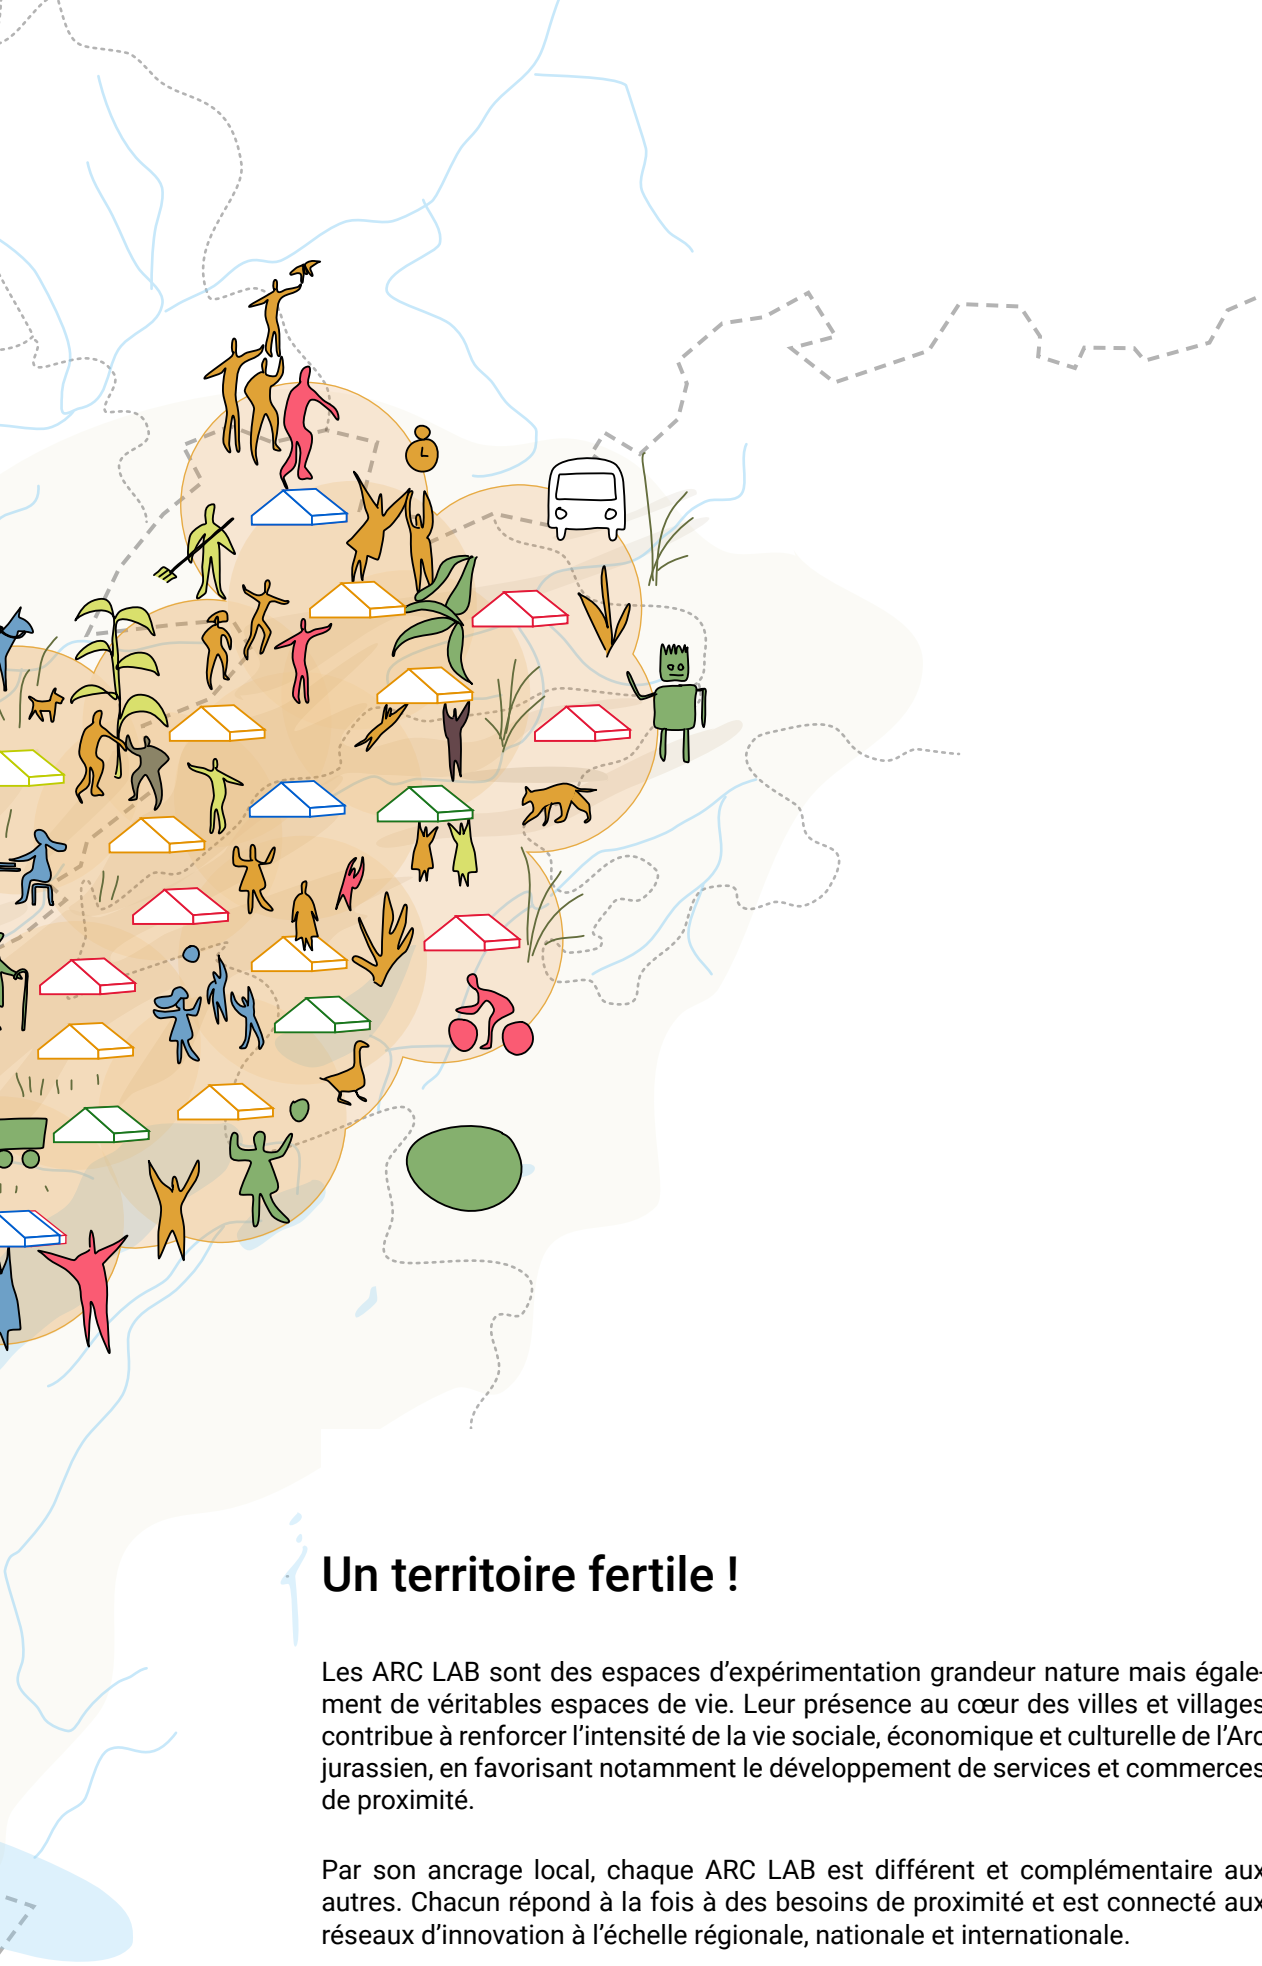 Un territoire fertile !
Les ARC LAB sont des espaces d’expérimentation grandeur nature mais égale-
ment de véritables espaces de vie. Leur présence au cœur des villes et villages
contribue à renforcer l’intensité de la vie sociale, économique et culturelle de l’Arc
jurassien, en favorisant notamment le développement de services et commerces
de proximité.
Par son ancrage local, chaque ARC LAB est différent et complémentaire aux
autres. Chacun répond à la fois à des besoins de proximité et est connecté aux
réseaux d’innovation à l’échelle régionale, nationale et internationale.